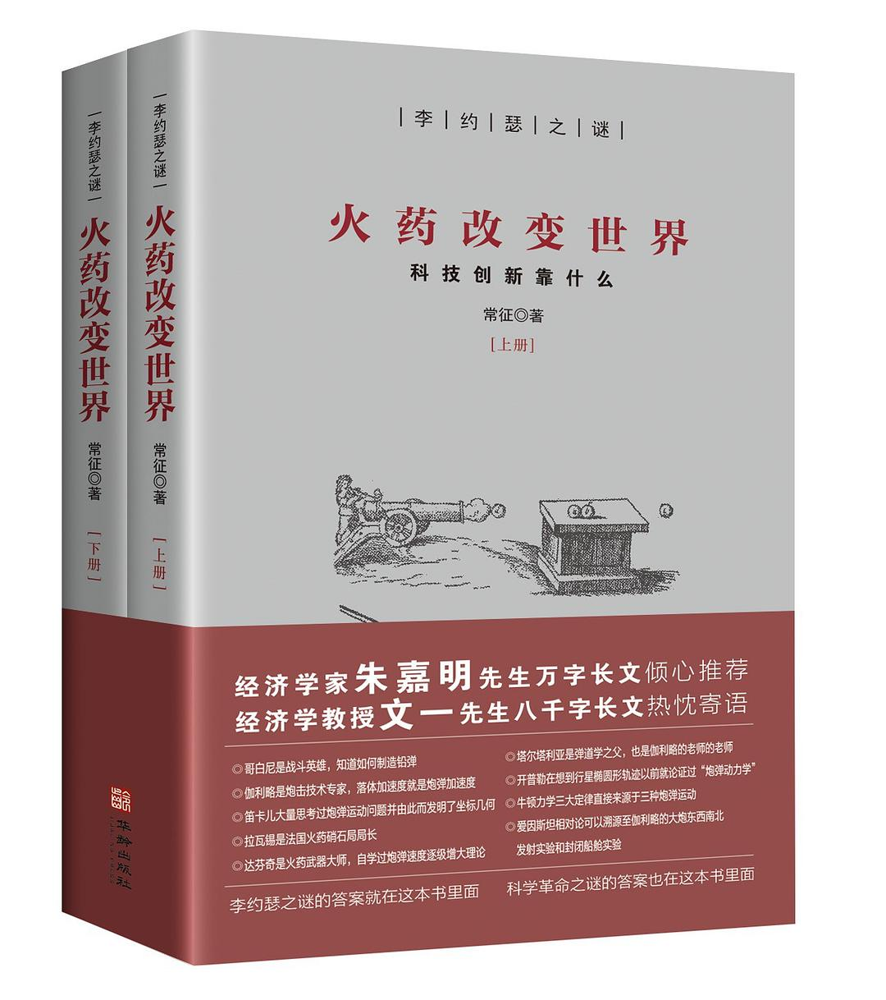 |李约瑟之谜|
火药改变世界
常征◎著
[下册]
华龄出版社
|李约瑟之谜|
火药改变世界
常征◎著
[上册]
|李|约|瑟|之|谜|
火药改变世界
科技创新靠什么
常征◎著
[上册]
经济学家朱嘉明先生万字长文倾心推荐
经济学教授文一先生八千字长文热忱寄语
◎哥白尼是战斗英雄，知道如何制造铅弹
◎伽利略是炮击技术专家，落体加速度就是炮弹加速度
◎笛卡儿大量思考过炮弹运动问题并由此而发明了坐标几何
◎拉瓦锡是法国火药硝石局局长
◎达芬奇是火药武器大师，自学过炮弹速度逐级增大理论
◎塔尔塔利亚是弹道学之父，也是伽利略的老师的老师
◎开普勒在想到行星椭圆形轨迹以前就论证过“炮弹动力学”
◎牛顿力学三大定律直接来源于三种炮弹运动
◎爱因斯坦相对论可以溯源至伽利略的大炮东西南北
发射实验和封闭船舱实验
李约瑟之谜的答案就在这本书里面
科学革命之谜的答案也在这本书里面